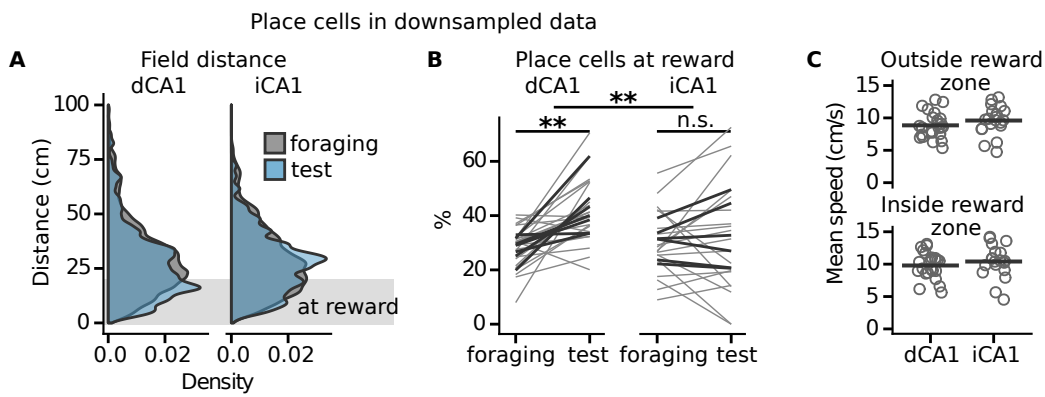 Place cells in downsampled data
A
Field distance
dCA1
iCA1
100
75
50
25
0
Distance (cm)
foraging
test
at reward
0.0
0.02
0.0
0.02
Density
B
Place cells at reward
dCA1
iCA1
**
**
n.s.
60
40
20
0
%
foraging
test
foraging
test
C
Outside reward
zone
15
10
5
0
Mean speed (cm/s)
Inside reward
zone
15
10
5
0
dCA1
iCA1